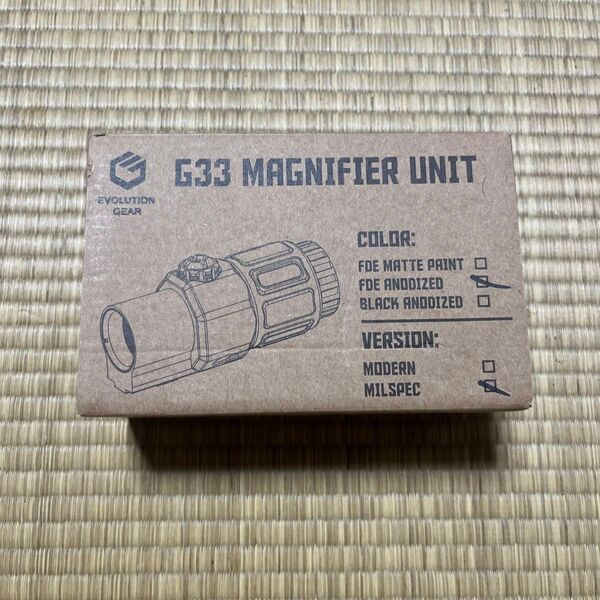 G33 MAGNIFIER UNIT
EVOLUTION
GEAR
COLOR:
FDE MATTE PAINT
FDE ANODIZED
BLACK ANODIZED
VERSION:
MODERN
MILSPEC